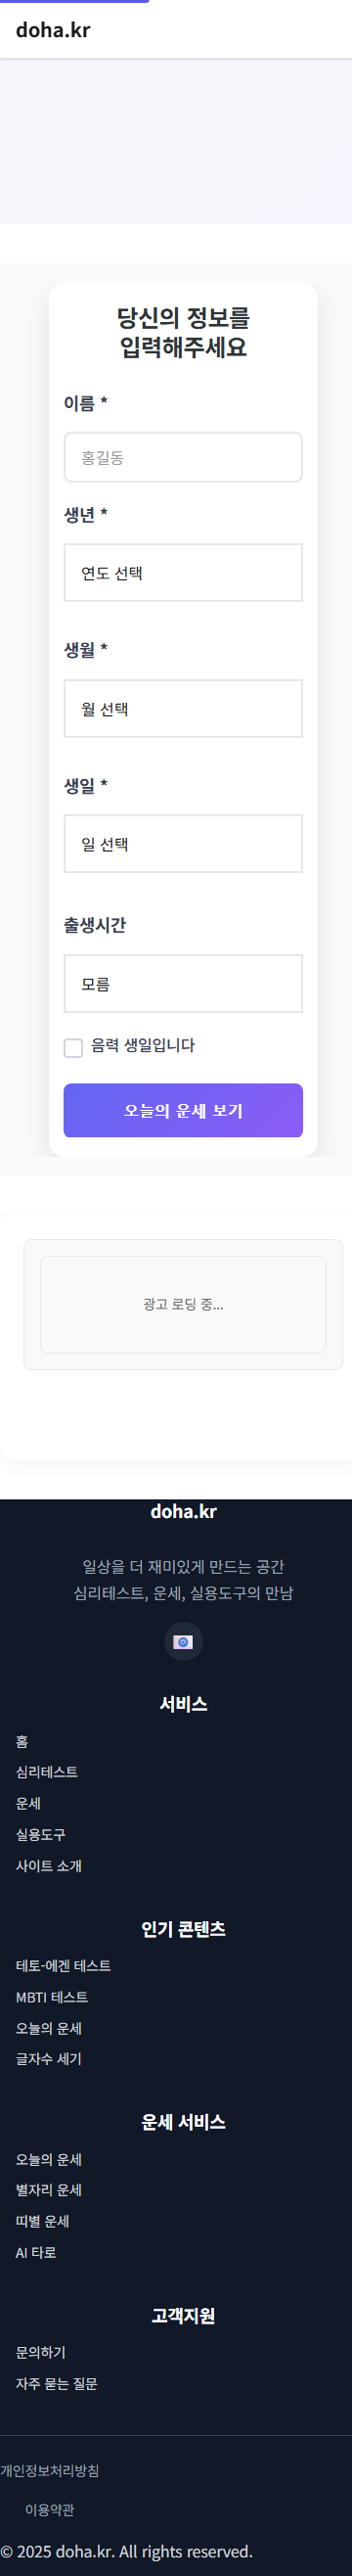 doha.kr
당신의 정보를
입력해주세요
이름 *
홍길동
생년 *
연도 선택
생월 *
월 선택
생일 *
일 선택
출생시간
모름
음력 생일입니다
오늘의 운세 보기
광고 로딩 중...
doha.kr
일상을 더 재미있게 만드는 공간
심리테스트, 운세, 실용도구의 만남
서비스
홈
심리테스트
운세
실용도구
사이트 소개
인기 콘텐츠
테토-에겐 테스트
MBTI 테스트
오늘의 운세
글자수 세기
운세 서비스
오늘의 운세
별자리 운세
띠별 운세
AI 타로
고객지원
문의하기
자주 묻는 질문
개인정보처리방침
이용약관
© 2025 doha.kr. All rights reserved.